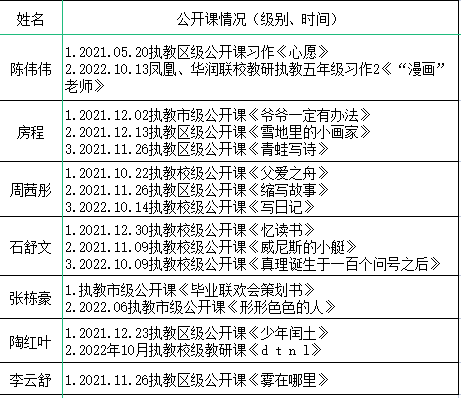 姓名 公开课情况（级别、时间）
陈伟伟
1.2021.05.20执教区级公开课习作《心愿》
2.2022.10.13凤凰、华润联校教研执教五年级习作2《“漫画”
老师》
房程
1.2021.12.02执教市级公开课《爷爷一定有办法》
2.2021.12.13执教区级公开课《雪地里的小画家》
3.2021.11.26执教区级公开课《青蛙写诗》
周茜彤
1.2021.10.22执教校级公开课《父爱之舟》
2.2021.11.26执教区级公开课《缩写故事》
3.2022.10.14执教校级公开课《写日记》
石舒文
1.2021.12.30执教校级公开课《忆读书》
2.2021.11.09执教校级公开课《威尼斯的小艇》
3.2022.10.09执教校级公开课《真理诞生于一百个问号之后》
张栋豪
1.执教市级公开课《毕业联欢会策划书》
2.2022.06执教市级公开课《形形色色的人》
陶红叶
1.2021.12.23执教区级公开课《少年闰土》
2.2022年10月执教校级教研课《ｄｔｎｌ》
李云舒 1.2021.11.26执教区级公开课《雾在哪里》